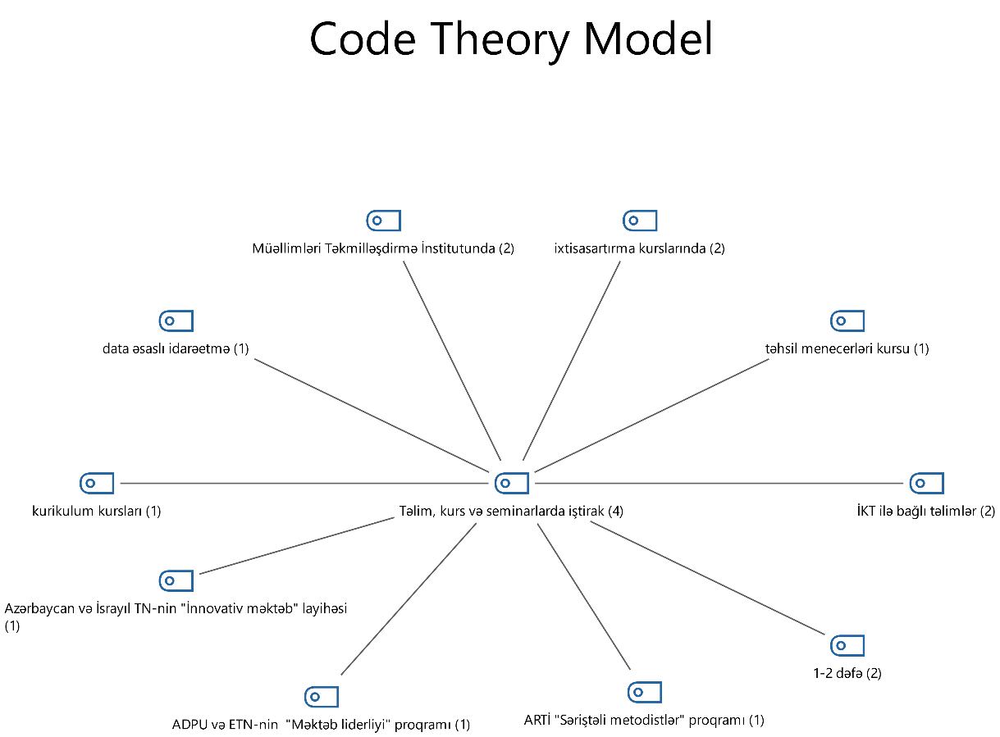 Code Theory Model
Müəllimləri Təkmilləşdirmə İnstitutunda (2)
ixtisasartırma kurslarında (2)
data əsaslı idarəetmə (1)
təhsil menecerləri kursu (1)
kurikulum kursları (1)
Təlim, kurs və seminarlarda iştirak (4)
İKT ilə bağlı təlimlər (2)
Azərbaycan və İsrayıl TN-nin "İnnovativ məktəb" layihəsi
(1)
1-2 dəfə (2)
ADPU və ETN-nin  "Məktəb liderliyi" proqramı (1)
ARTİ "Səriştəli metodistlər" proqramı (1)